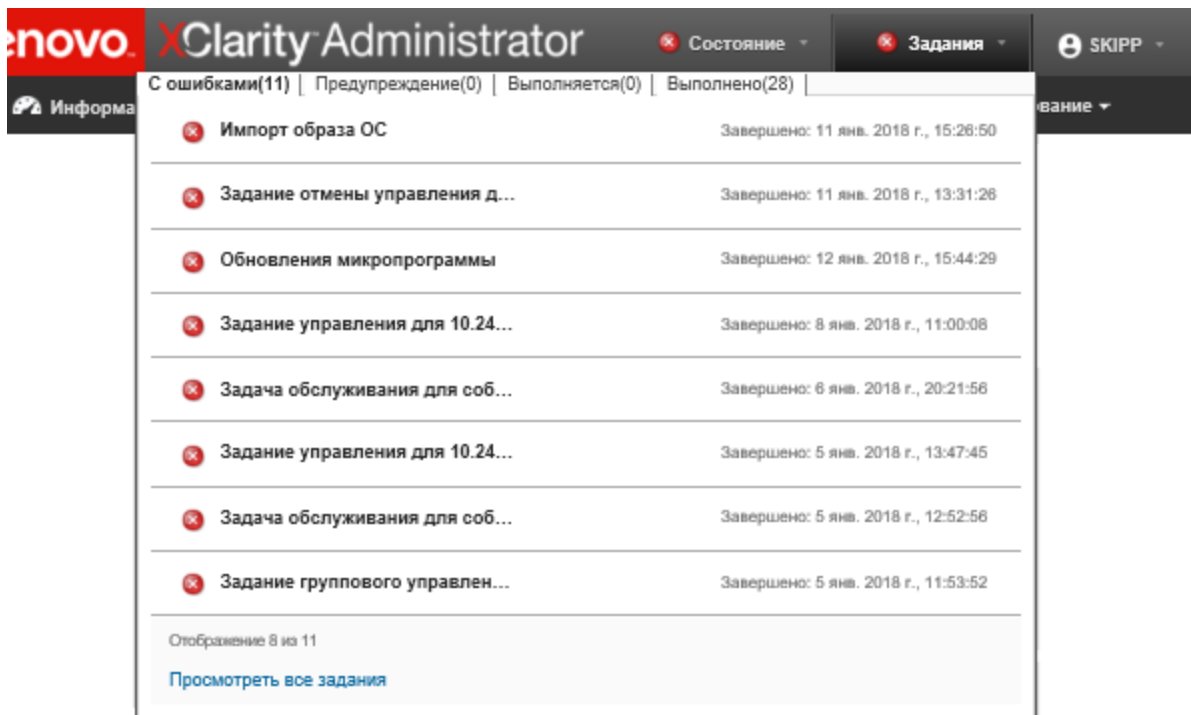 enovo. XClarity Administrator Состояние Задания SKIPP
С ошибками(11) | Предупреждение(0) | Выполняется(0) | Выполнено(28) |
Информа
вание
Импорт образа ОС Завершено: 11 янв. 2018 г., 15:26:50
Задание отмены управления д... Завершено: 11 янв. 2018 г., 13:31:26
Обновления микропрограммы Завершено: 12 янв. 2018 г., 15:44:29
Задание управления для 10.24... Завершено: 8 янв. 2018 г., 11:00:08
Задача обслуживания для соб... Завершено: 6 янв. 2018 г., 20:21:56
Задание управления для 10.24... Завершено: 5 янв. 2018 г., 13:47:45
Задача обслуживания для соб... Завершено: 5 янв. 2018 г., 12:52:56
Задание группового управлен... Завершено: 5 янв. 2018 г., 11:53:52
Отображение 8 из 11
Просмотреть все задания